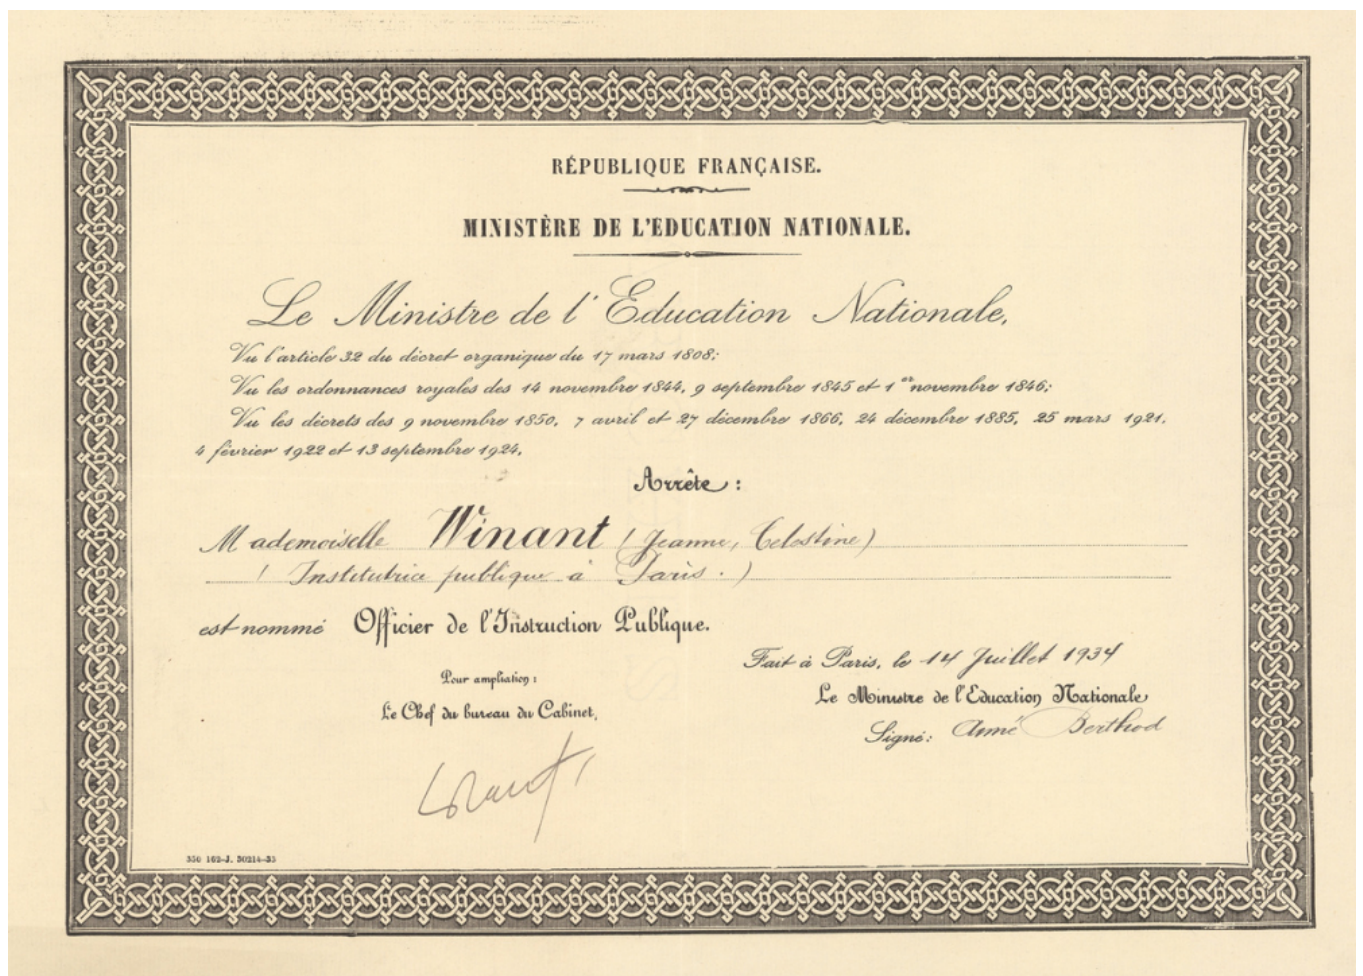 RÉPUBLIQUE FRANÇAISE.
MINISTÈRE DE L'EDUCATION NATIONALE.
Le Ministre de l'Education Nationale,
Vu l'article 32 du décret organique du 17 mars 1808;
Vu les ordonnances royales des 14 novembre 1844, 9 septembre 1845 et 1er novembre 1846;
Vu les décrets des 9 novembre 1850, 7 avril et 27 décembre 1866, 24 décembre 1885, 25 mars 1921,
4 février 1922 et 13 septembre 1924,
Arrête :
Mademoiselle Winant (Jeanne, Celestine)
(Institutrice publique à Paris.)
est nommé Officier de l'Instruction Publique.
Fait à Paris, le 14 Juillet 1934
Pour ampliation :
Le Ministre de l'Education Nationale
Le Chef du bureau du Cabinet,
Signé: Aimé Berthod
350 162-J. 30214-33